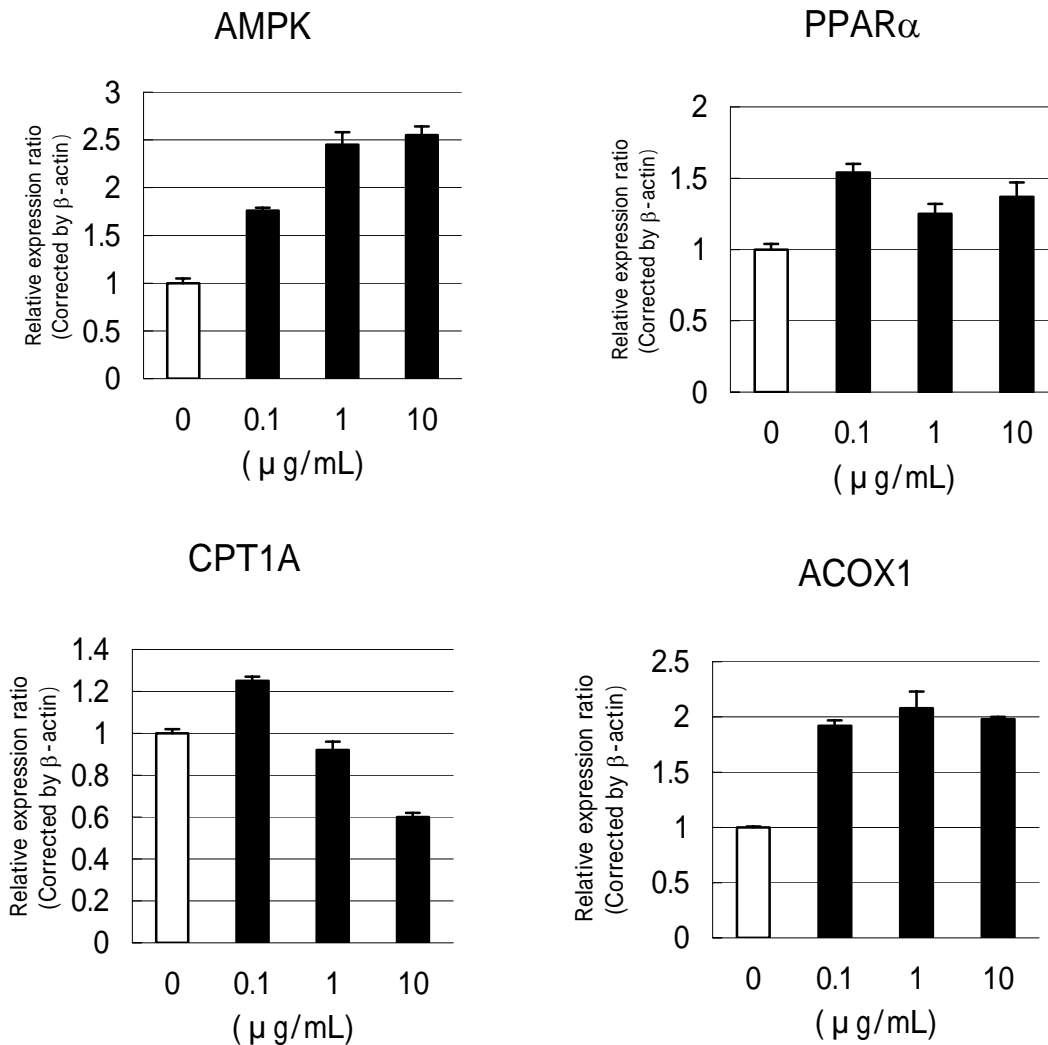 AMPK
Relative expression ratio
(Corrected by β-actin)
3
2.5
2
1.5
1
0.5
0
0 0.1 1 10
( µ g/mL)
PPARα
Relative expression ratio
(Corrected by β-actin)
2
1.5
1
0.5
0
0 0.1 1 10
( µ g/mL)
CPT1A
Relative expression ratio
(Corrected by β-actin)
1.4
1.2
1
0.8
0.6
0.4
0.2
0
0 0.1 1 10
( µ g/mL)
ACOX1
Relative expression ratio
(Corrected by β-actin)
2.5
2
1.5
1
0.5
0
0 0.1 1 10
( µ g/mL)